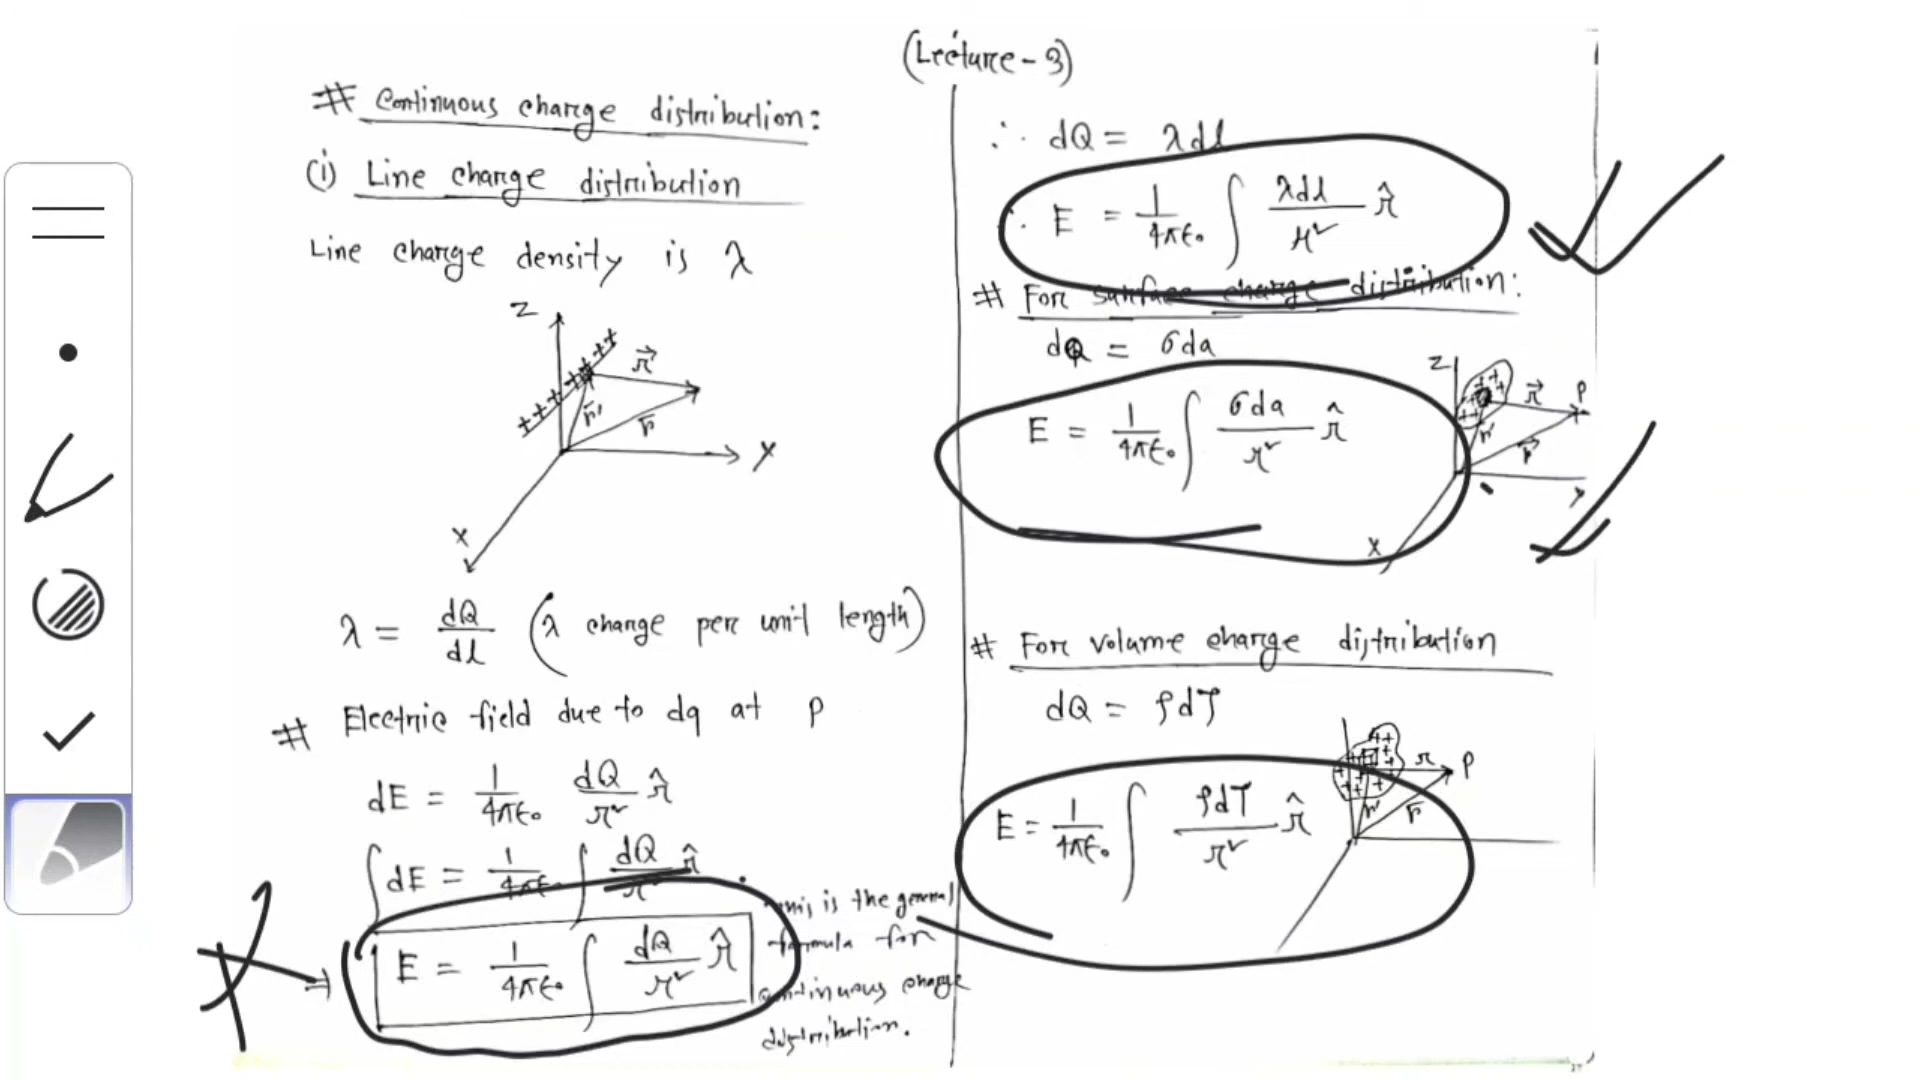 (Lecture - 3)
# Continuous charge distribution:
(i) Line charge distribution
Line charge density is λ
Z
r⃗
r̄'
r̄
Y
X
λ = dQ/dl (λ charge per unit length)
# Electric field due to dq at P
dE = 1/4πϵ₀ dQ/r² r̂
∫dE = 1/4πϵ₀ ∫ dQ/r² r̂
E = 1/4πϵ₀ ∫ dQ/r² r̂
This is the general
formula for
continuous charge
distribution.
∴ dQ = λdl
∴ E = 1/4πϵ₀ ∫ λdl/r² r̂
# For surface charge distribution:
dQ = σda
E = 1/4πϵ₀ ∫ σda/r² r̂
Z
r⃗
P
r'
r⃗
Y
X
# For volume charge distribution
dQ = ρdτ
E = 1/4πϵ₀ ∫ ρdτ/r² r̂
r
P
r'
r̄